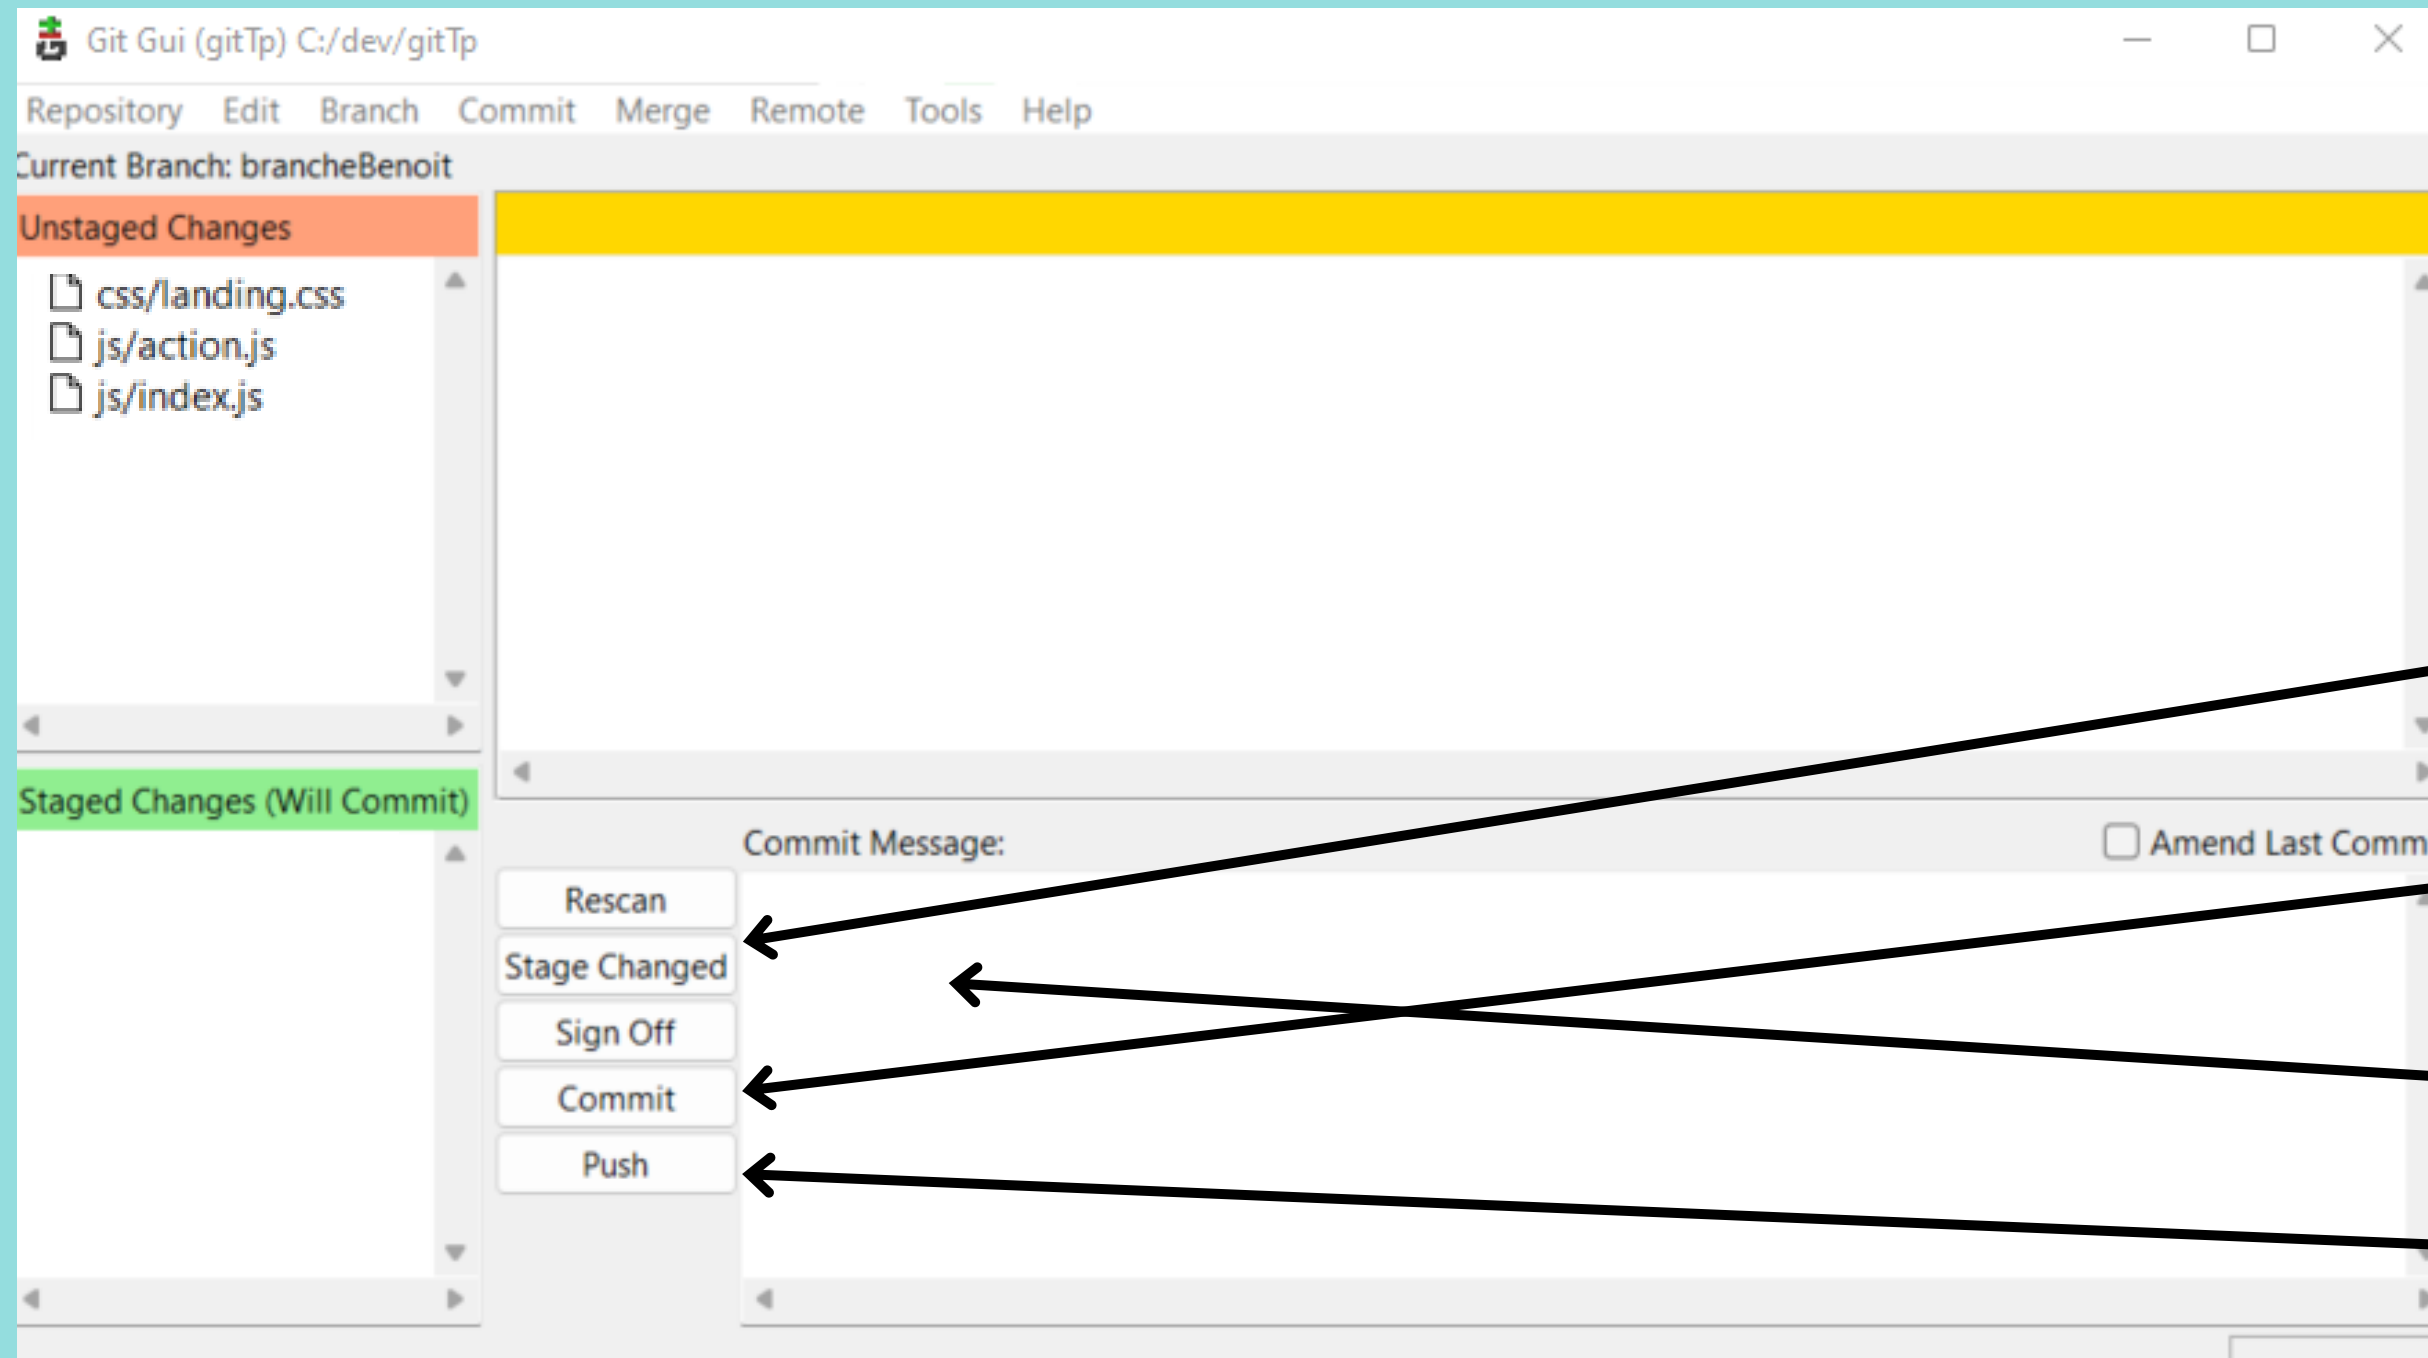 Git Gui (gitTp) C:/dev/gitTp
Repository Edit Branch Commit Merge Remote Tools Help
Current Branch: brancheBenoit
Unstaged Changes
css/landing.css
js/action.js
js/index.js
Staged Changes (Will Commit)
Commit Message:
Amend Last Comm
Rescan
Stage Changed
Sign Off
Commit
Push